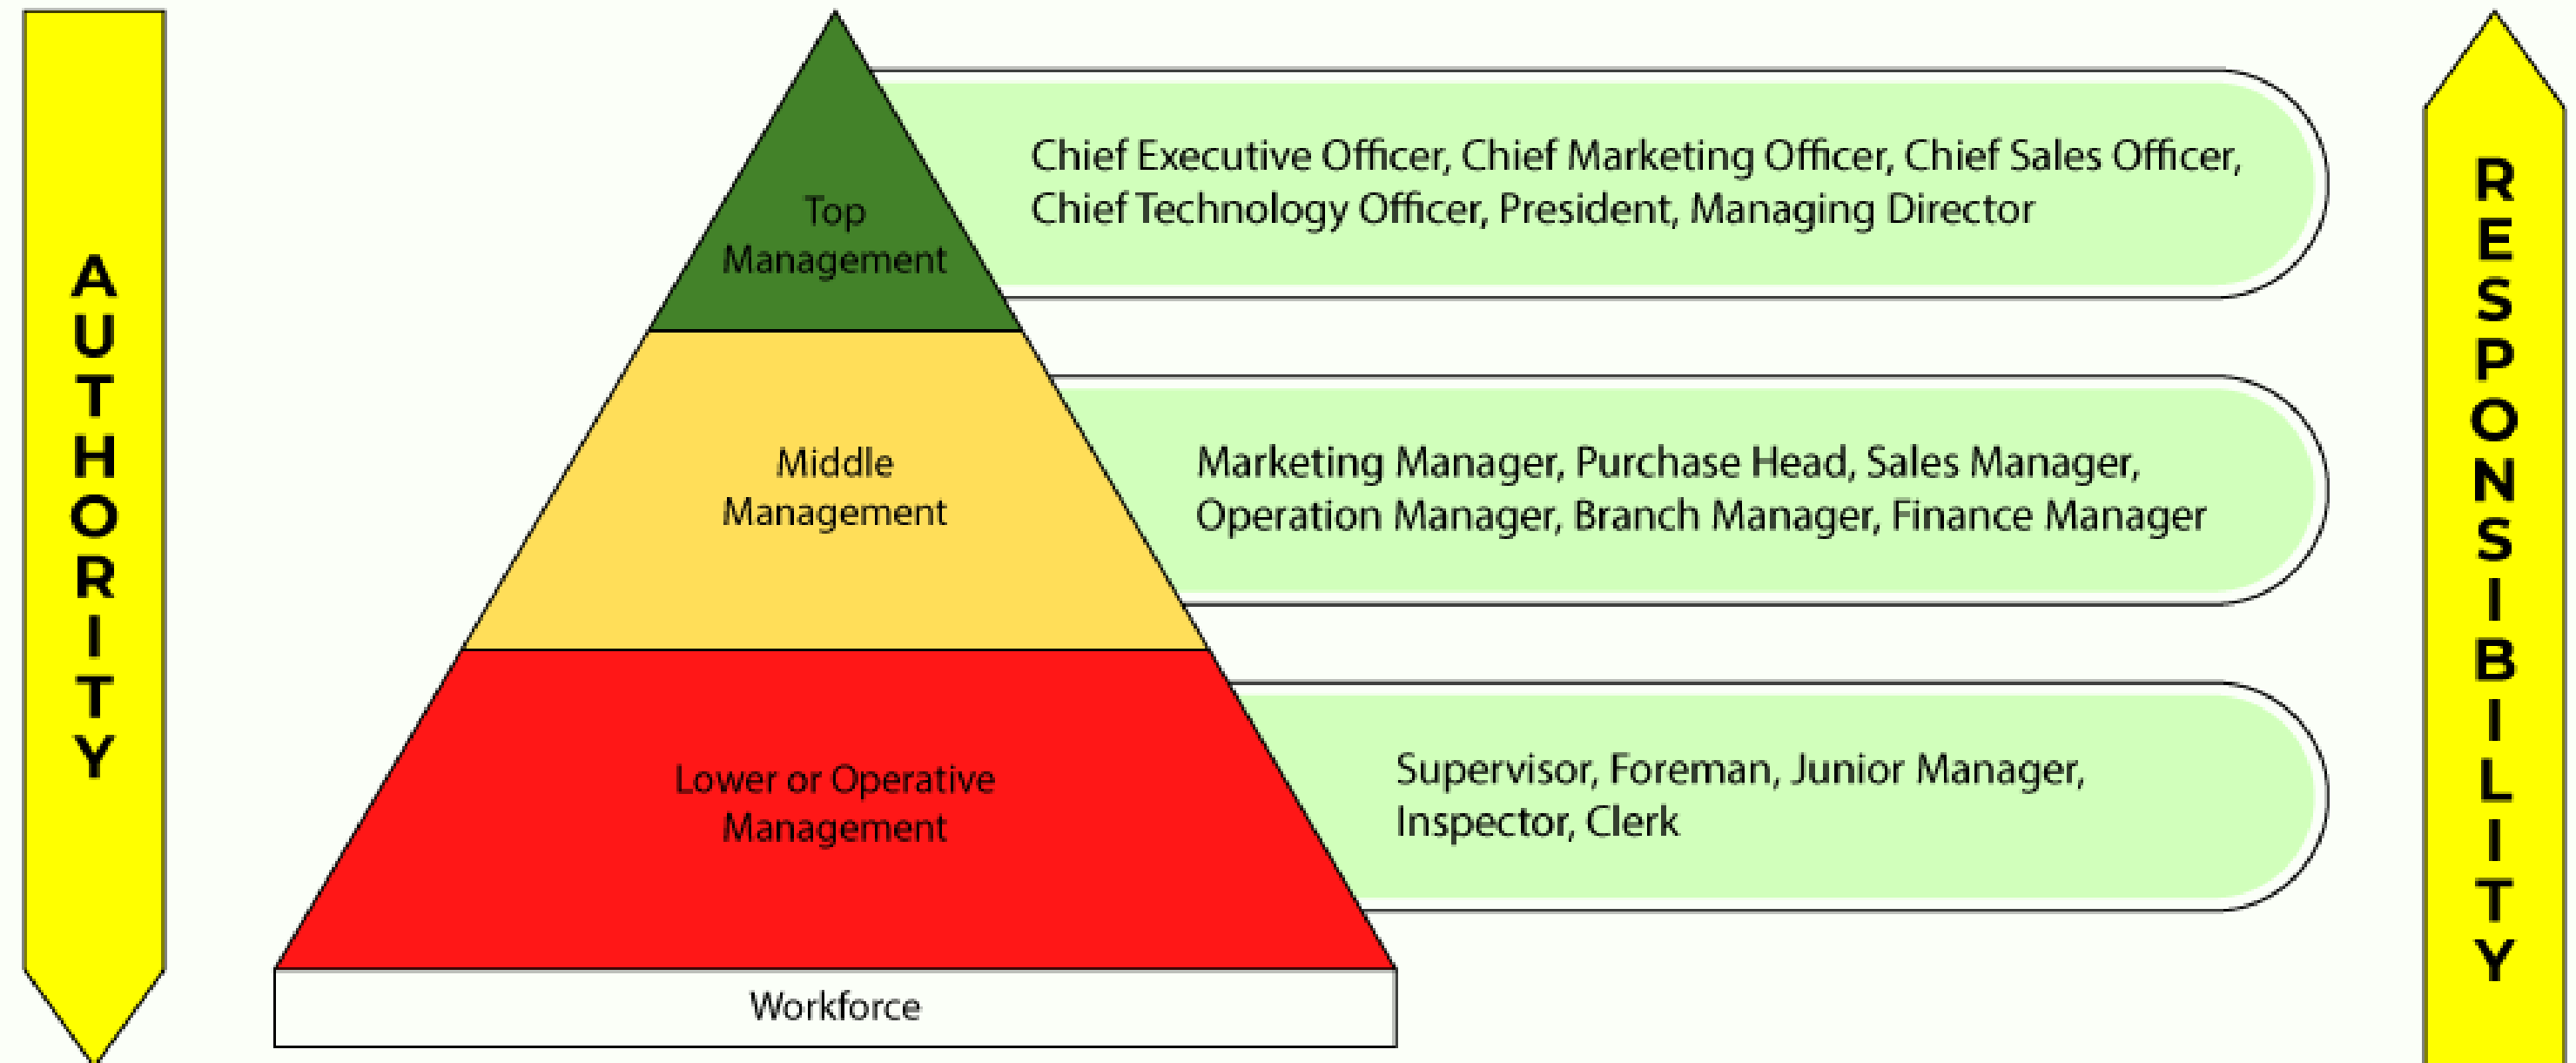 AUTHORITY
Top
Management
Chief Executive Officer, Chief Marketing Officer, Chief Sales Officer,
Chief Technology Officer, President, Managing Director
Middle
Management
Marketing Manager, Purchase Head, Sales Manager,
Operation Manager, Branch Manager, Finance Manager
Lower or Operative
Management
Supervisor, Foreman, Junior Manager,
Inspector, Clerk
Workforce
RESPONSIBILITY